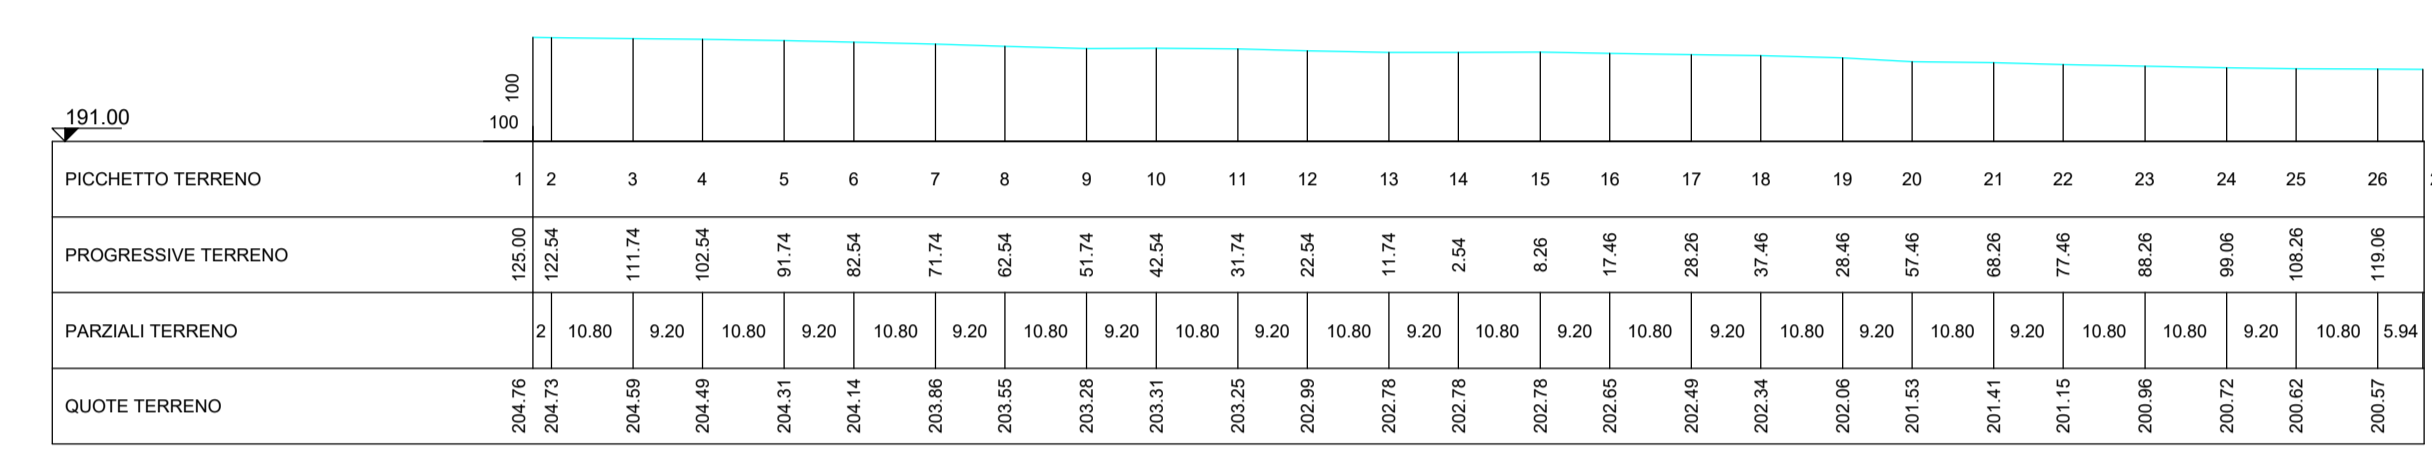 100
191.00
100
PICCHETTO TERRENO 1 2 3 4 5 6 7 8 9 10 11 12 13 14 15 16 17 18 19 20 21 22 23 24 25 26
PROGRESSIVE TERRENO 125.00 122.54 111.74 102.54 91.74 82.54 71.74 62.54 51.74 42.54 31.74 22.54 11.74 2.54 8.26 17.46 28.26 37.46 28.46 57.46 68.26 77.46 88.26 99.06 108.26 119.06
PARZIALI TERRENO 2 10.80 9.20 10.80 9.20 10.80 9.20 10.80 9.20 10.80 9.20 10.80 9.20 10.80 9.20 10.80 9.20 10.80 9.20 10.80 9.20 10.80 10.80 9.20 10.80 5.94
QUOTE TERRENO 204.76 204.73 204.59 204.49 204.31 204.14 203.86 203.55 203.28 203.31 203.25 202.99 202.78 202.78 202.78 202.65 202.49 202.34 202.06 201.53 201.41 201.15 200.96 200.72 200.62 200.57